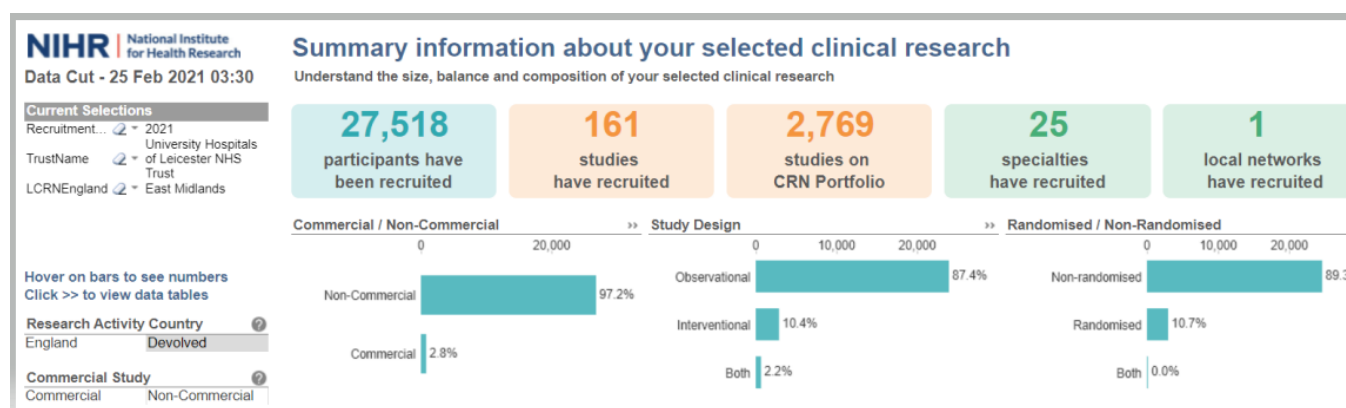 NIHR | National Institute for Health Research
Data Cut - 25 Feb 2021 03:30
Current Selections
Recruitment... 2021
TrustName University Hospitals of Leicester NHS Trust
LCRNEngland East Midlands
Hover on bars to see numbers
Click >> to view data tables
Research Activity Country ?
England Devolved
Commercial Study ?
Commercial Non-Commercial
Summary information about your selected clinical research
Understand the size, balance and composition of your selected clinical research
27,518
participants have
been recruited
161
studies
have recruited
2,769
studies on
CRN Portfolio
25
specialties
have recruited
1
local networks
have recruited
Commercial / Non-Commercial >>
0 20,000
Non-Commercial 97.2%
Commercial 2.8%
Study Design >>
0 10,000 20,000
Observational 87.4%
Interventional 10.4%
Both 2.2%
Randomised / Non-Randomised
0 10,000 20,000
Non-randomised 89.3
Randomised 10.7%
Both 0.0%